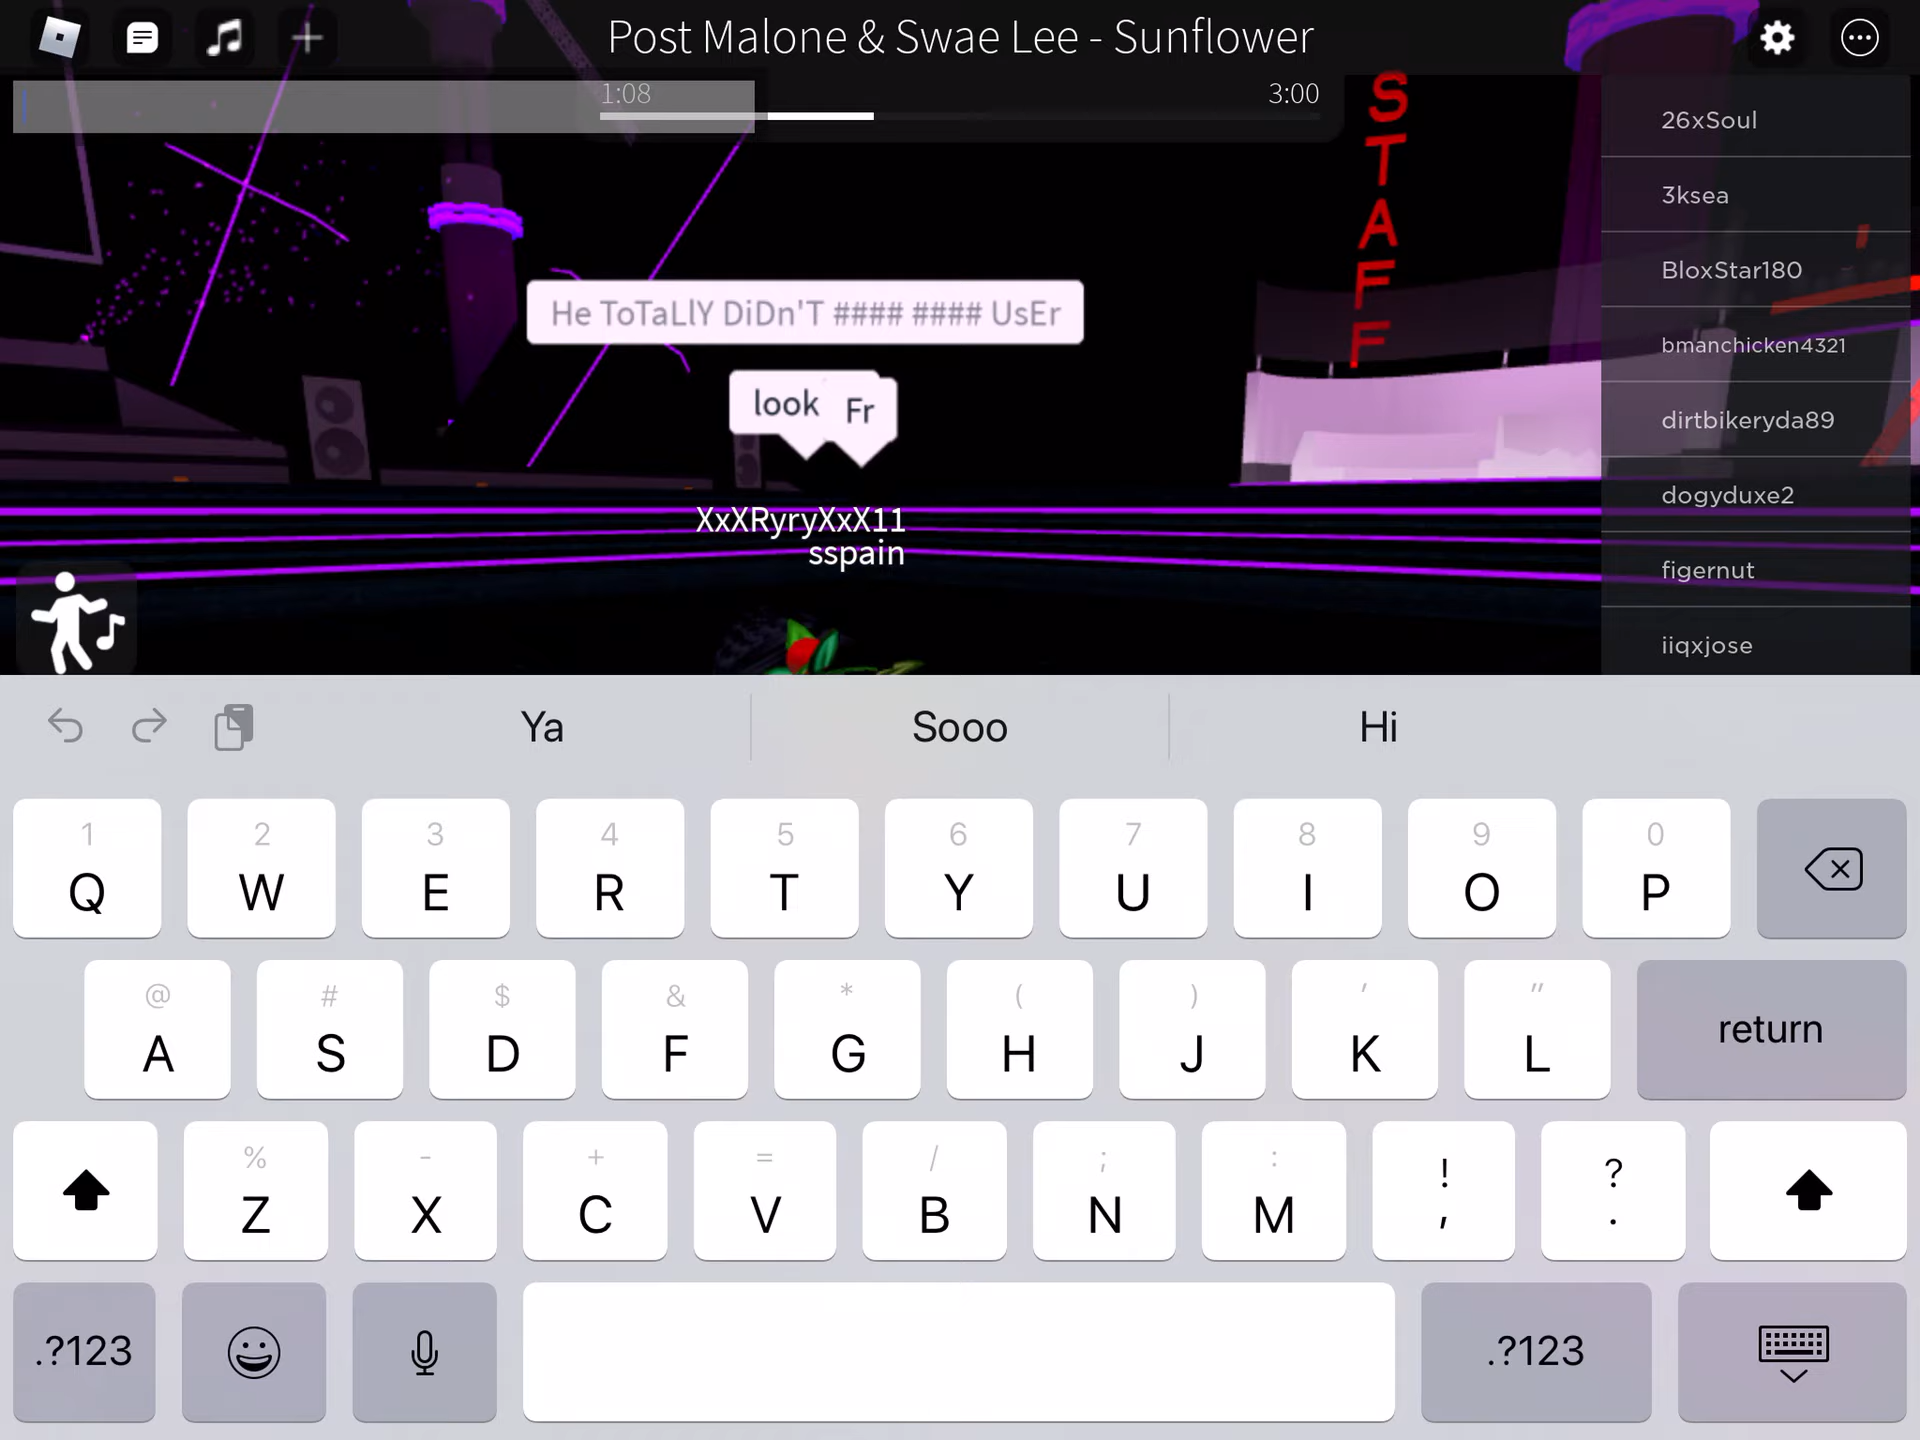 Post Malone & Swae Lee - Sunflower
1:08
3:00
STAFF
26xSoul
3ksea
BloxStar180
bmanchicken4321
dirtbikeryda89
dogyduxe2
figernut
iiqxjose
He ToTaLlY DiDn'T #### #### UsEr
look
Fr
XxXRyryXxX11
sspain
Ya
Sooo
Hi
1 2 3 4 5 6 7 8 9 0
Q W E R T Y U I O P
@ # $ & * ( ) ' "
A S D F G H J K L return
% - + = / ; : ! ?
Z X C V B N M , .
.?123 .?123